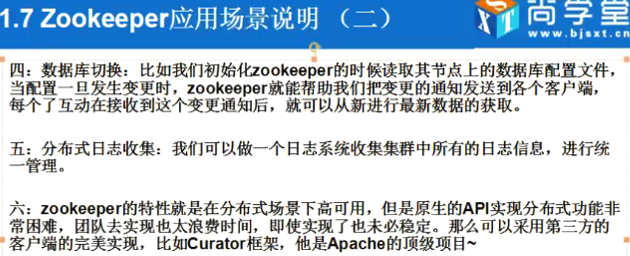 1.7 Zookeeper应用场景说明 （二）
SXT 尚学堂
www.bjsxt.cn
四：数据库切换：比如我们初始化zookeeper的时候读取其节点上的数据库配置文件，
当配置一旦发生变更时，zookeeper就能帮助我们把变更的通知发送到各个客户端，
每个了互动在接收到这个变更通知后，就可以从新进行最新数据的获取。
五：分布式日志收集：我们可以做一个日志系统收集集群中所有的日志信息，进行统
一管理。
六：zookeeper的特性就是在分布式场景下高可用，但是原生的API实现分布式功能非
常困难，团队去实现也太浪费时间，即使实现了也未必稳定。那么可以采用第三方的
客户端的完美实现，比如Curator框架，他是Apache的顶级项目~